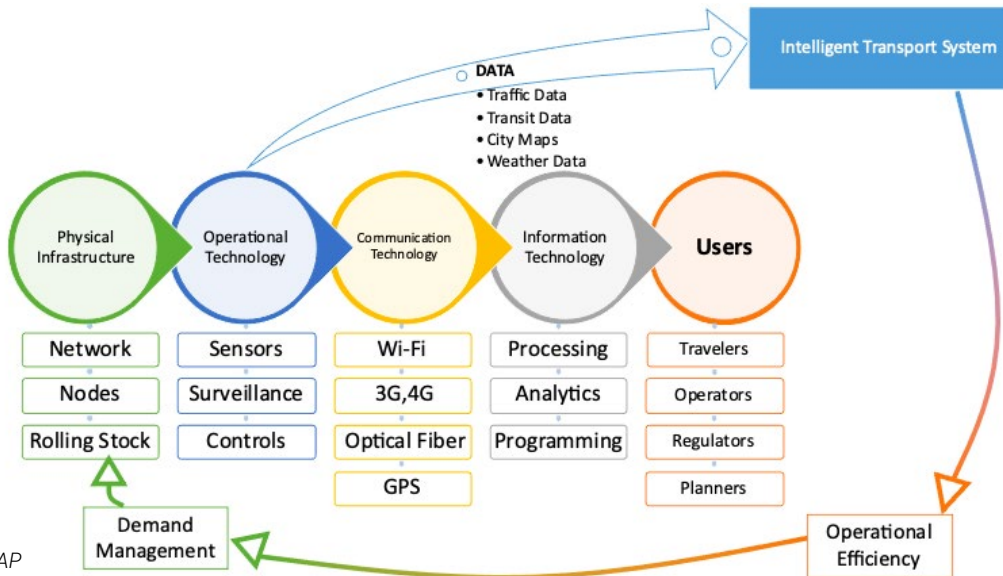 Intelligent Transport System
DATA
• Traffic Data
• Transit Data
• City Maps
• Weather Data
Physical
Infrastructure
Operational
Technology
Communication
Technology
Information
Technology
Users
Network
Nodes
Rolling Stock
Sensors
Surveillance
Controls
Wi-Fi
3G,4G
Optical Fiber
GPS
Processing
Analytics
Programming
Travelers
Operators
Regulators
Planners
Demand
Management
Operational
Efficiency
AP